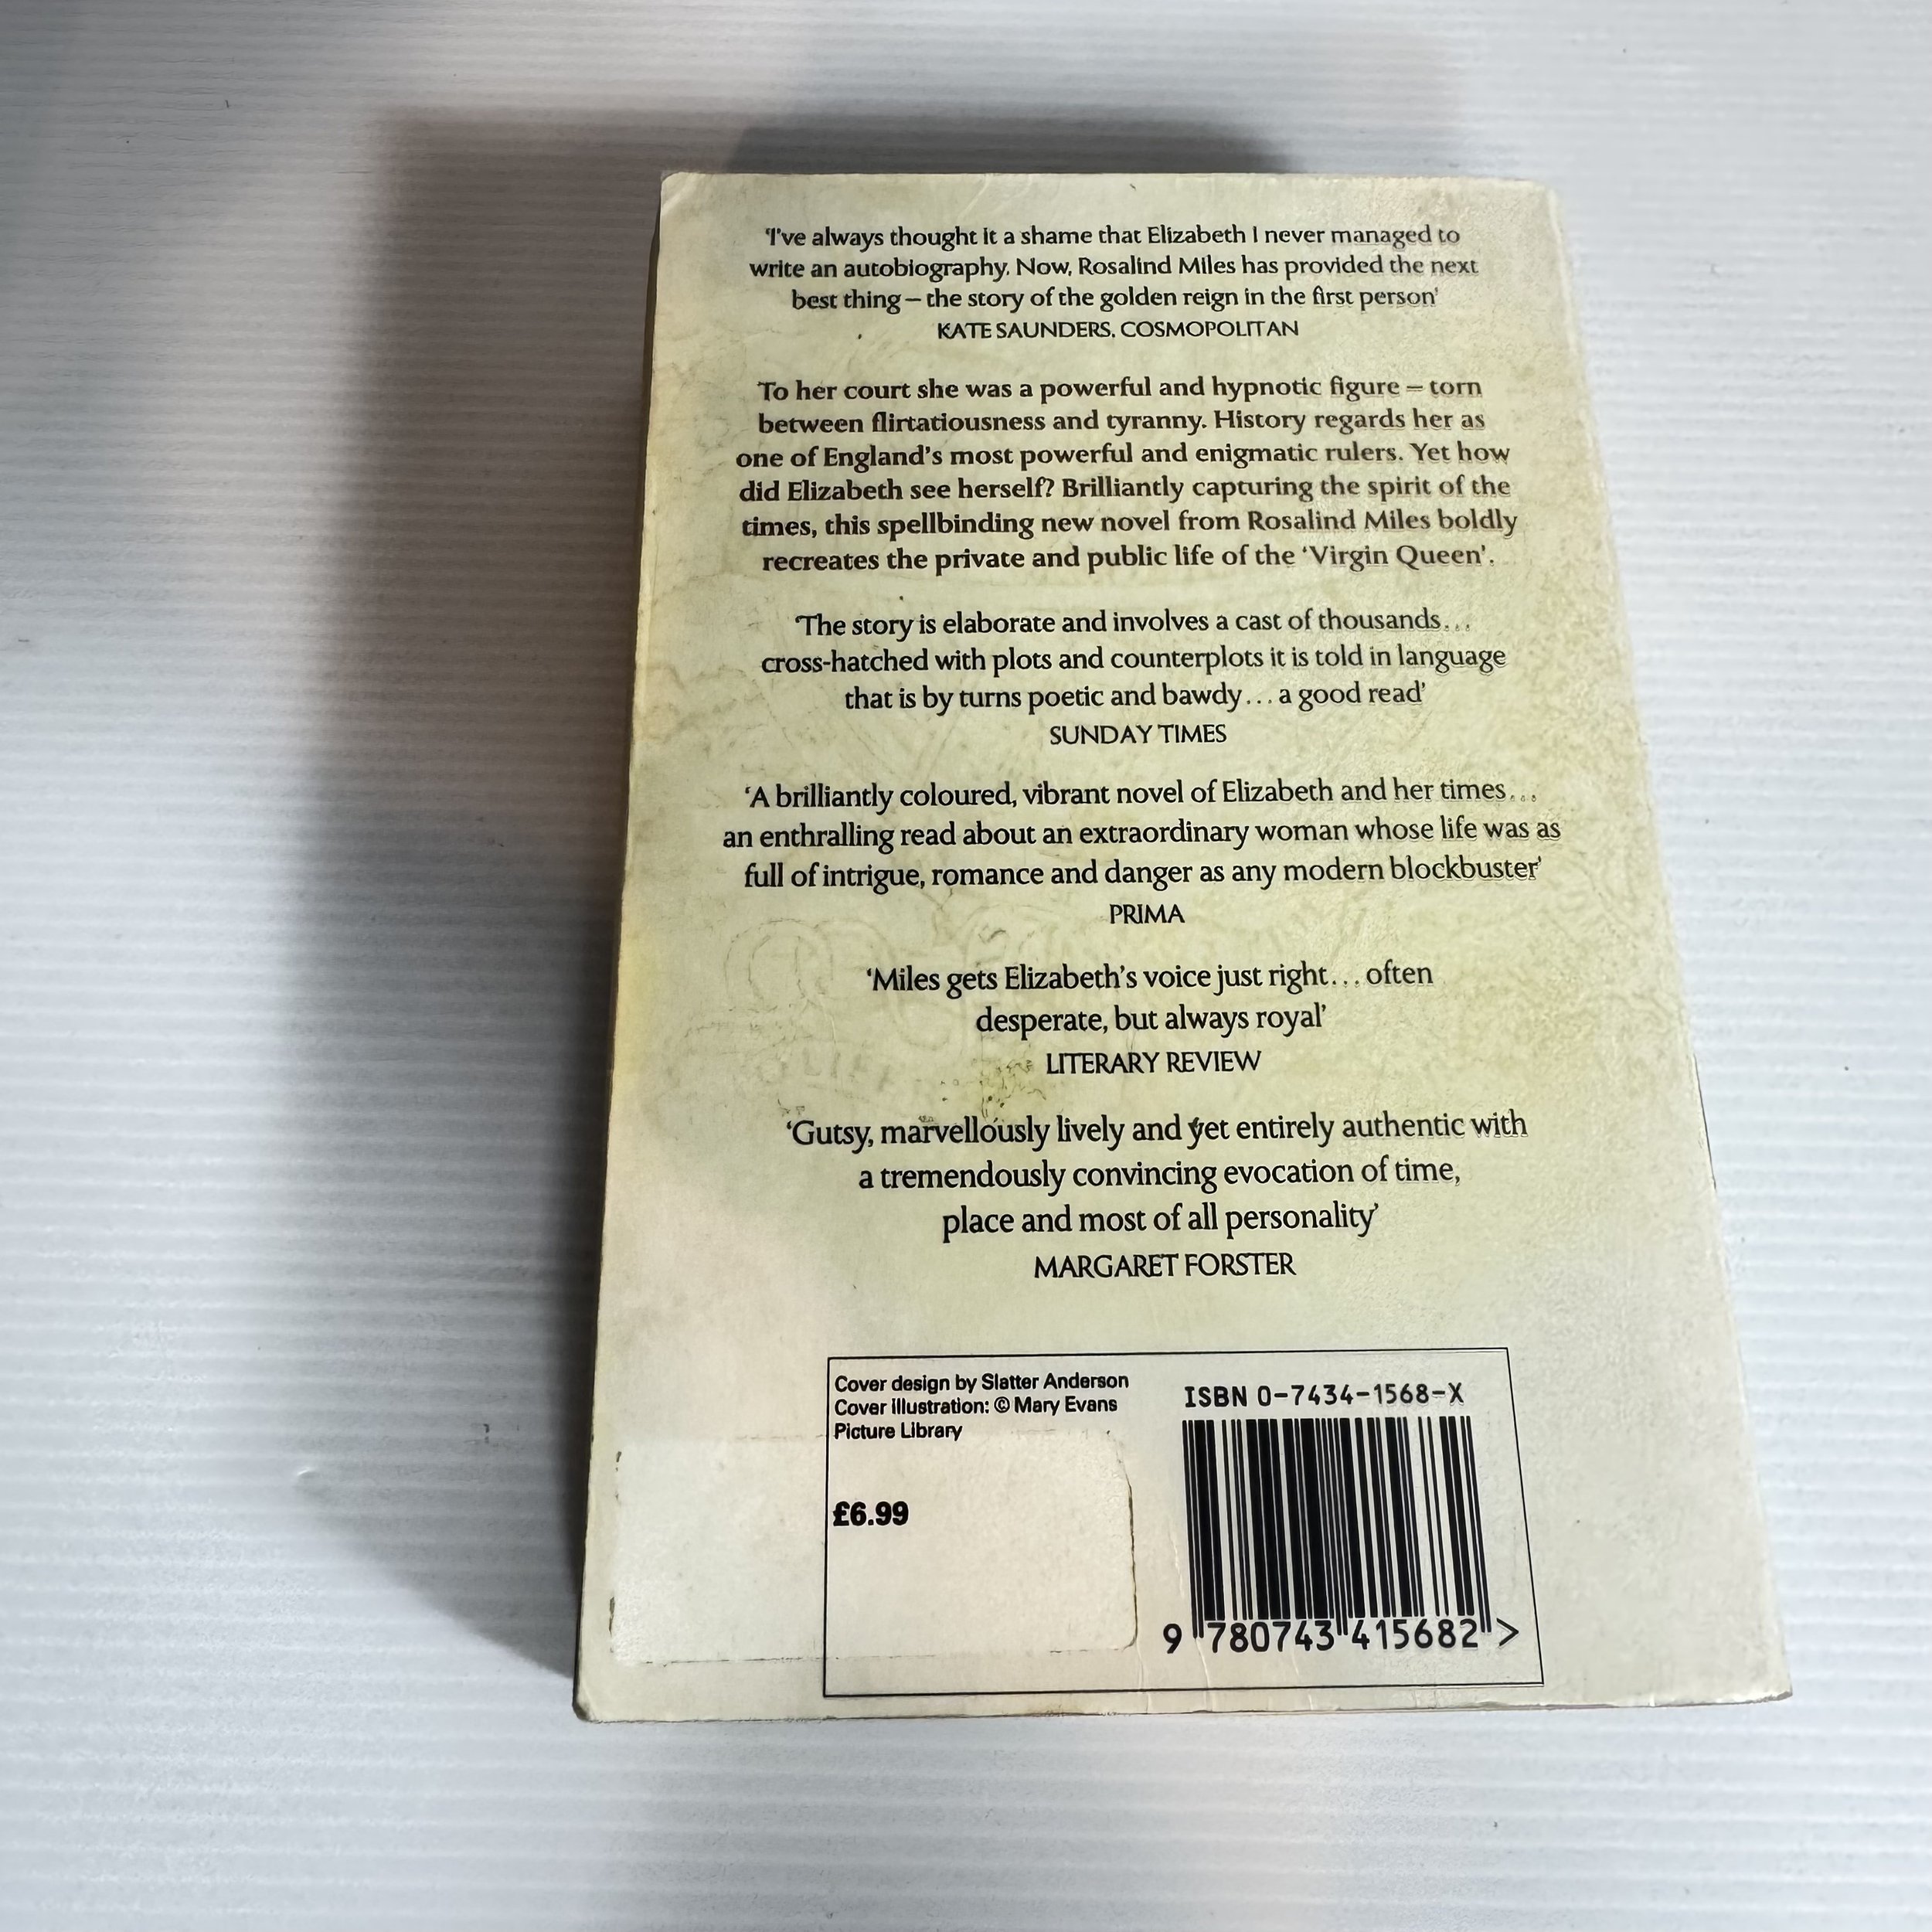 'I've always thought it a shame that Elizabeth I never managed to
write an autobiography. Now, Rosalind Miles has provided the next
best thing – the story of the golden reign in the first person'
KATE SAUNDERS, COSMOPOLITAN
To her court she was a powerful and hypnotic figure – torn
between flirtatiousness and tyranny. History regards her as
one of England's most powerful and enigmatic rulers. Yet how
did Elizabeth see herself? Brilliantly capturing the spirit of the
times, this spellbinding new novel from Rosalind Miles boldly
recreates the private and public life of the 'Virgin Queen'.
'The story is elaborate and involves a cast of thousands...
cross-hatched with plots and counterplots it is told in language
that is by turns poetic and bawdy... a good read'
SUNDAY TIMES
'A brilliantly coloured, vibrant novel of Elizabeth and her times...
an enthralling read about an extraordinary woman whose life was as
full of intrigue, romance and danger as any modern blockbuster'
PRIMA
'Miles gets Elizabeth's voice just right... often
desperate, but always royal'
LITERARY REVIEW
'Gutsy, marvellously lively and yet entirely authentic with
a tremendously convincing evocation of time,
place and most of all personality'
MARGARET FORSTER
Cover design by Slatter Anderson
Cover illustration: © Mary Evans
Picture Library
£6.99
ISBN 0-7434-1568-X
9 780743 415682 >